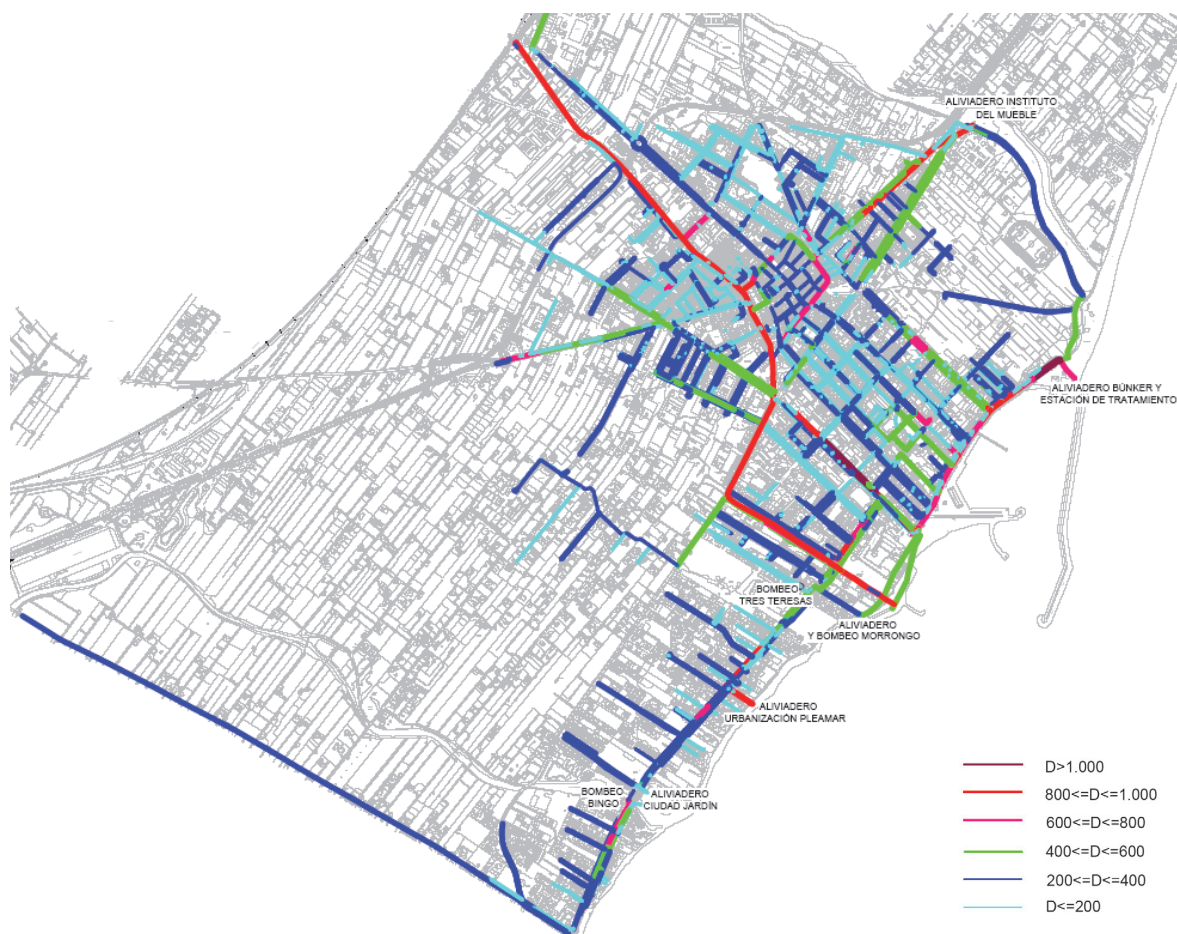 ALIVIADERO INSTITUTO
DEL MUEBLE
ALIVIADERO BÚNKER Y
ESTACIÓN DE TRATAMIENTO
BOMBEO
TRES TERESAS
ALIVIADERO
Y BOMBEO MORRONGO
ALIVIADERO
URBANIZACIÓN PLEAMAR
BOMBEO
BINGO
ALIVIADERO
CIUDAD JARDÍN
D>1.000
800<=D<=1.000
600<=D<=800
400<=D<=600
200<=D<=400
D<=200